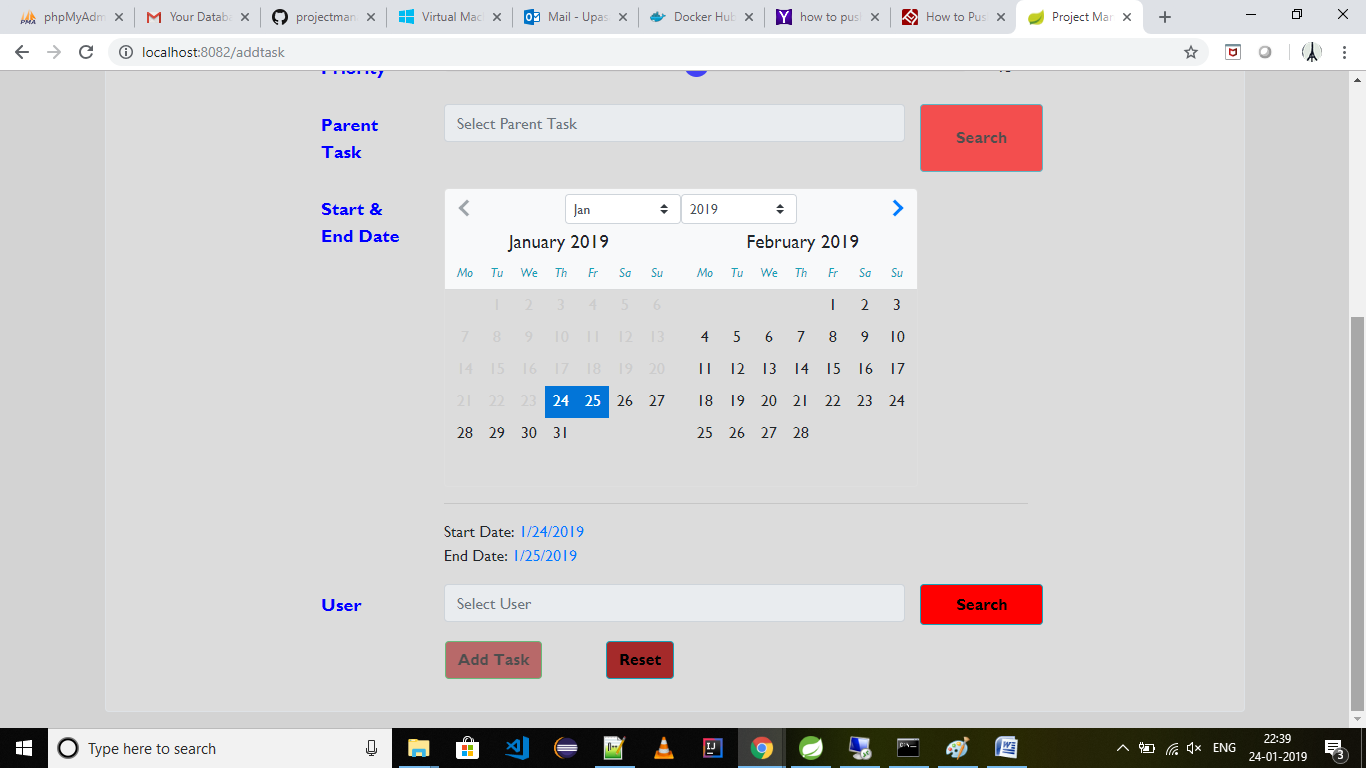 phpMyAdm
Your Databa
projectmana
Virtual Mac
Mail - Upas
Docker Hub
how to push
How to Pus
Project Man
localhost:8082/addtask
Priority
Parent
Task
Select Parent Task
Search
Start &
End Date
Jan
2019
January 2019
February 2019
Mo Tu We Th Fr Sa Su
Mo Tu We Th Fr Sa Su
1 2 3 4 5 6
1 2 3
7 8 9 10 11 12 13
4 5 6 7 8 9 10
14 15 16 17 18 19 20
11 12 13 14 15 16 17
21 22 23 24 25 26 27
18 19 20 21 22 23 24
28 29 30 31
25 26 27 28
Start Date: 1/24/2019
End Date: 1/25/2019
User
Select User
Search
Add Task
Reset
Type here to search
ENG
22:39
24-01-2019
3